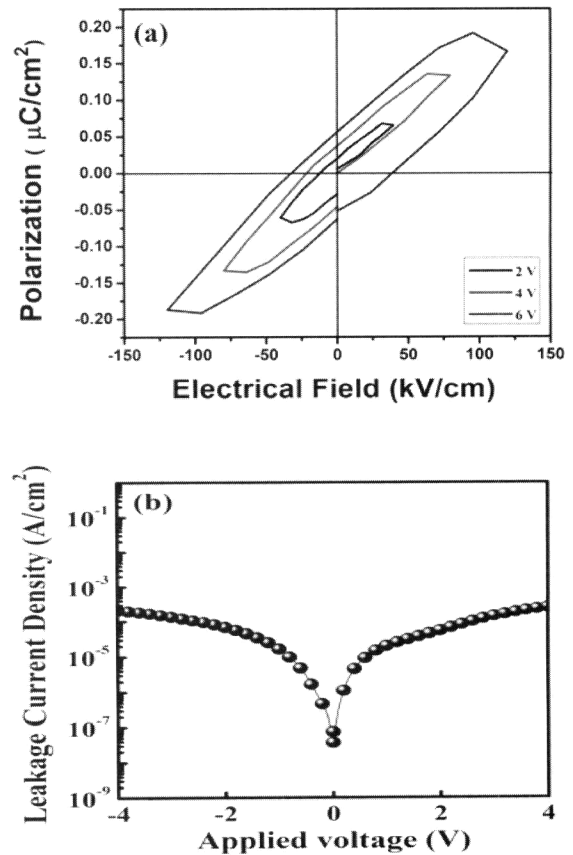 (a)
Polarization ( μC/cm²)
0.20
0.15
0.10
0.05
0.00
-0.05
-0.10
-0.15
-0.20
2 V
4 V
6 V
-150 -100 -50 0 50 100 150
Electrical Field (kV/cm)
(b)
Leakage Current Density (A/cm²)
10⁻¹
10⁻³
10⁻⁵
10⁻⁷
10⁻⁹
-4 -2 0 2 4
Applied voltage (V)